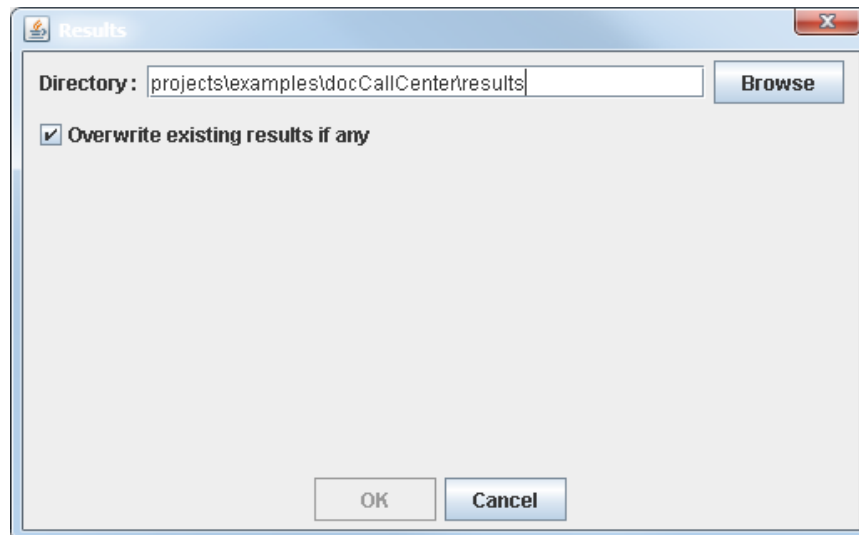 Results
Directory: projects\examples\docCallCenter\results Browse
Overwrite existing results if any
OK Cancel